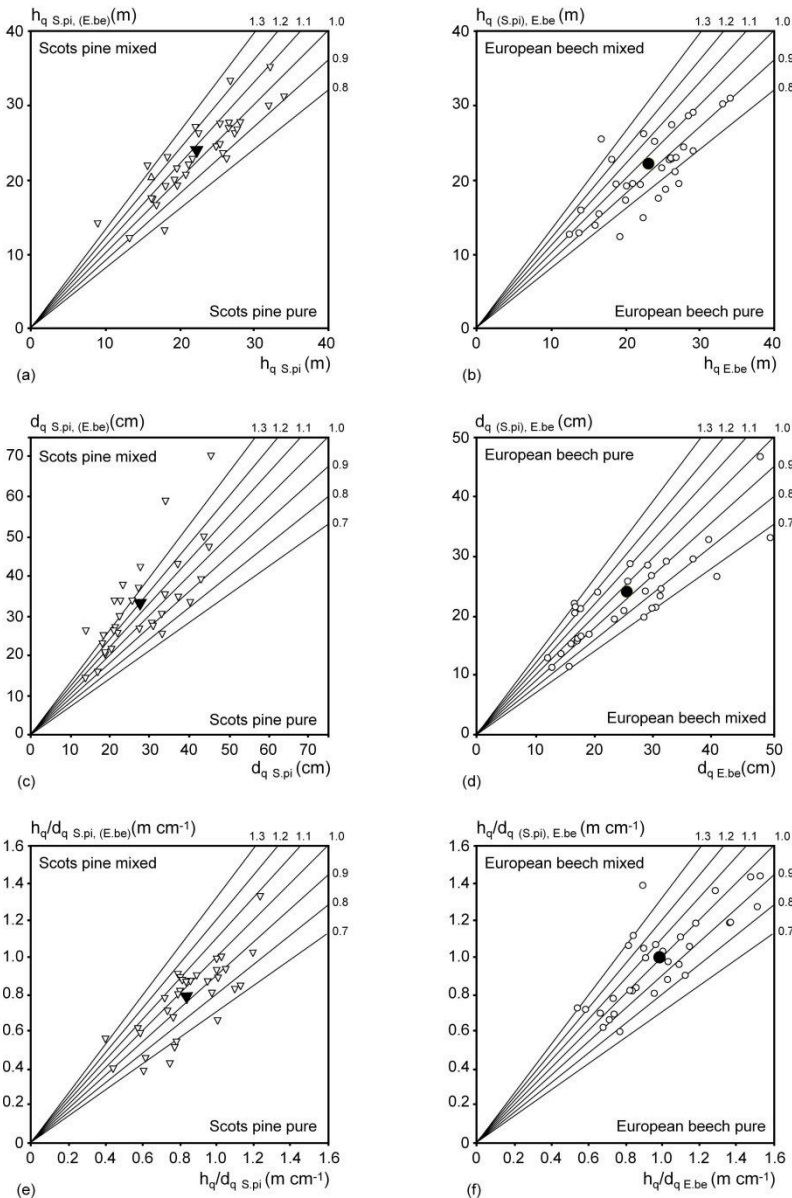 h_q S.pi, (E.be)(m)
1.3 1.2 1.1 1.0
40
Scots pine mixed
0.9
0.8
30
20
10
Scots pine pure
0
0 10 20 30 40
h_q S.pi (m)
(a)
h_q (S.pi), E.be (m)
1.3 1.2 1.1 1.0
40
European beech mixed
0.9
0.8
30
20
10
European beech pure
0
0 10 20 30 40
h_q E.be (m)
(b)
d_q S.pi, (E.be)(cm)
1.3 1.2 1.1 1.0
70
Scots pine mixed
0.9
60
0.8
50
0.7
40
30
20
10
Scots pine pure
0
0 10 20 30 40 50 60 70
d_q S.pi (cm)
(c)
d_q (S.pi), E.be (cm)
1.3 1.2 1.1 1.0
50
European beech pure
0.9
40
0.8
0.7
30
20
10
European beech mixed
0
0 10 20 30 40 50
d_q E.be(cm)
(d)
h_q/d_q S.pi, (E.be)(m cm-1)
1.3 1.2 1.1 1.0
1.6
Scots pine mixed
0.9
1.4
0.8
1.2
0.7
1.0
0.8
0.6
0.4
0.2
Scots pine pure
0
0 0.2 0.4 0.6 0.8 1.0 1.2 1.4 1.6
h_q/d_q S.pi (m cm-1)
(e)
h_q/d_q (S.pi), E.be (m cm-1)
1.3 1.2 1.1 1.0
1.6
European beech mixed
0.9
1.4
0.8
1.2
0.7
1.0
0.8
0.6
0.4
0.2
European beech pure
0
0 0.2 0.4 0.6 0.8 1.0 1.2 1.4 1.6
h_q/d_q E.be (m cm-1)
(f)